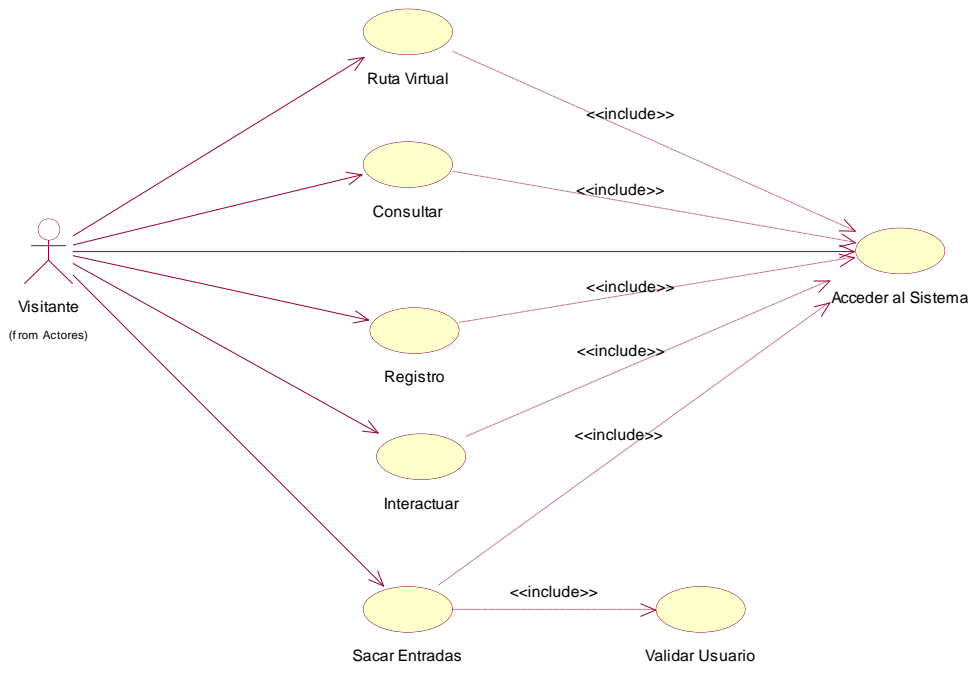 Ruta Virtual
<<include>>
<<include>>
Consultar
Visitante
(from Actores)
<<include>>
Acceder al Sistema
Registro
<<include>>
<<include>>
Interactuar
<<include>>
Sacar Entradas
Validar Usuario